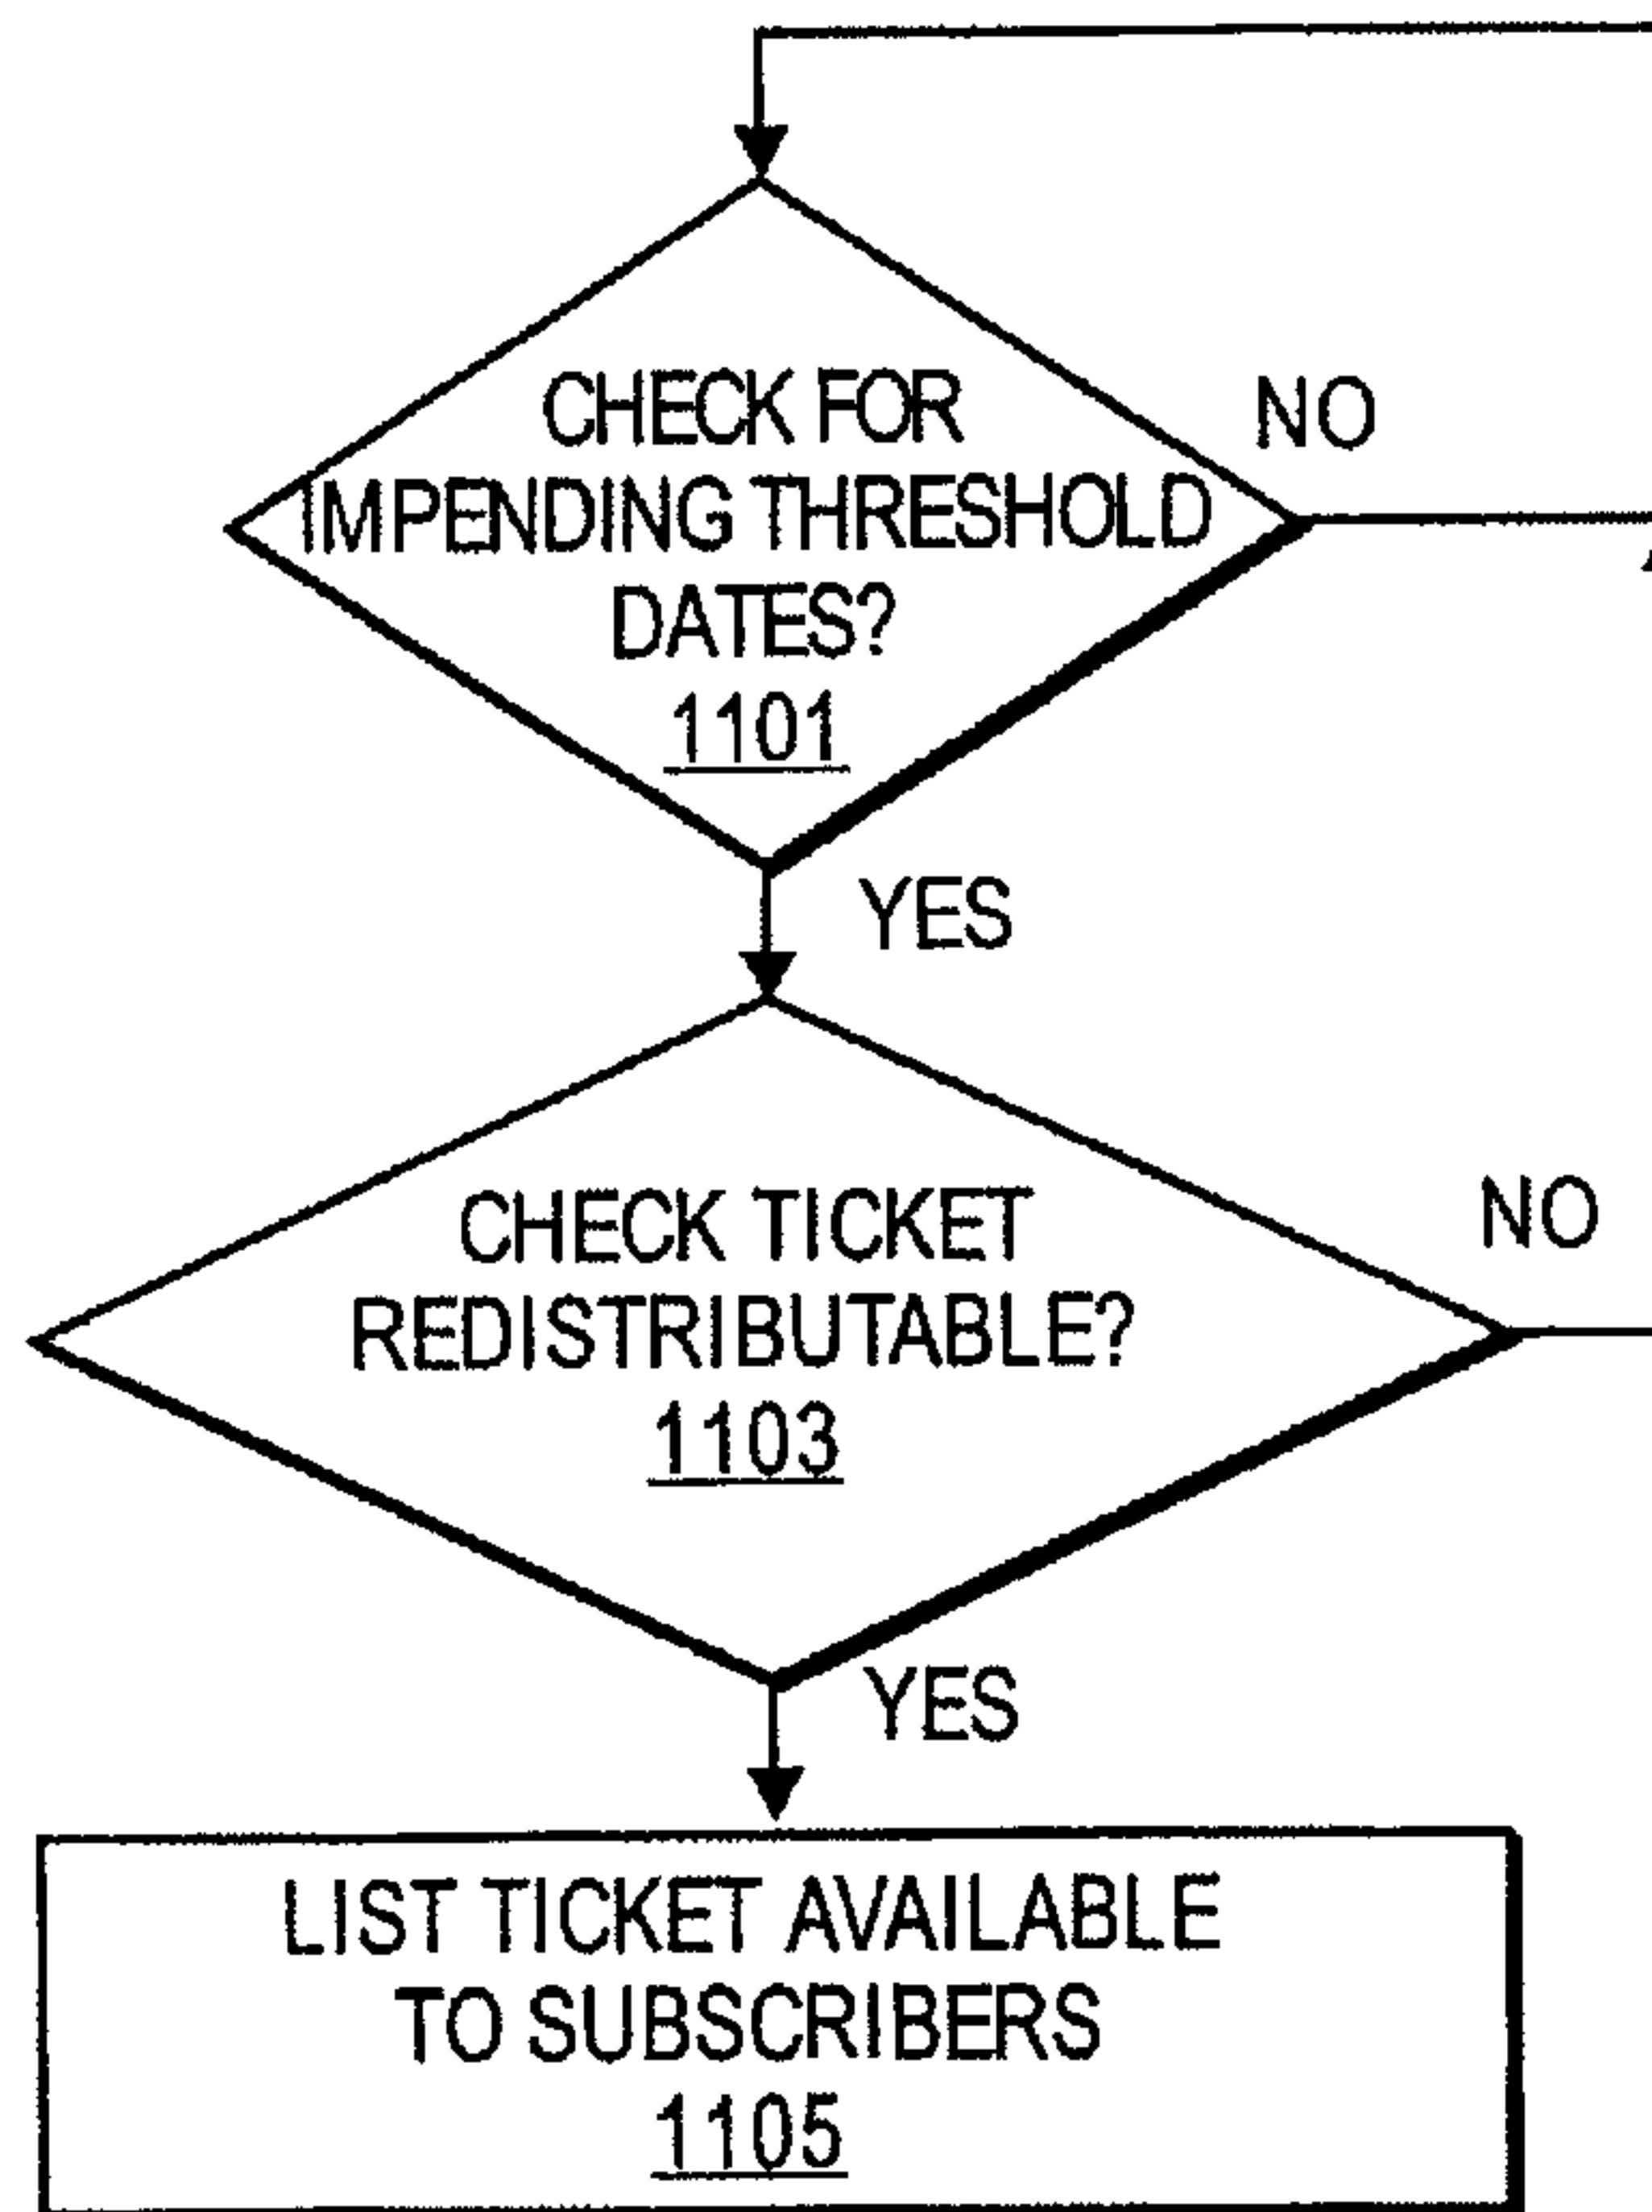 CHECK FOR
NO
IMPENDING THRESHOLD
DATES?
1101
YES
CHECK TICKET
NO
REDISTRIBUTABLE?
1103
YES
LIST TICKET AVAILABLE
TO SUBSCRIBERS
1105